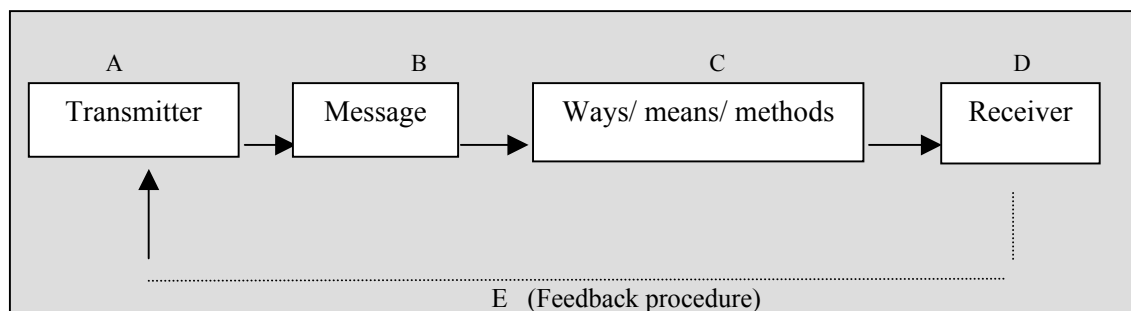 A B C D
Transmitter Message Ways/ means/ methods Receiver
E (Feedback procedure)